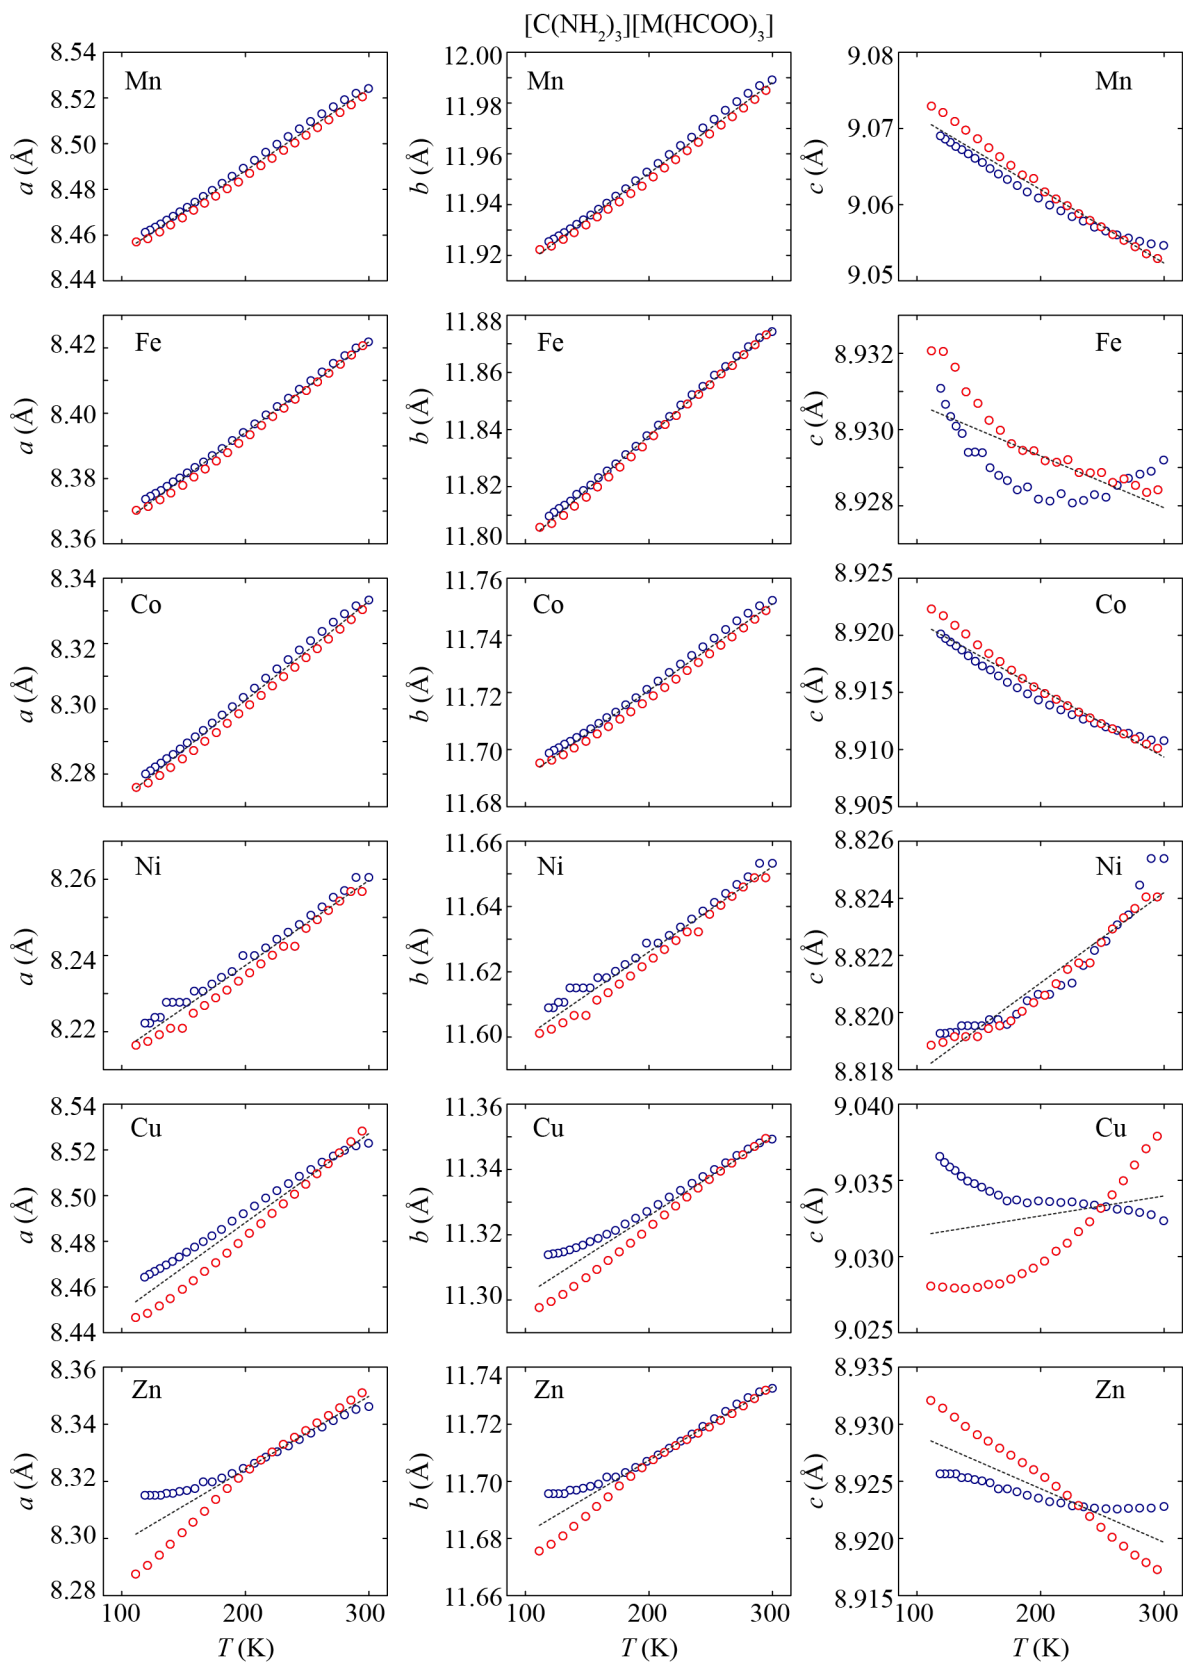 [C(NH₂)₃][M(HCOO)₃]
8.54
8.52
8.50
8.48
8.46
8.44
a (Å)
Mn
12.00
11.98
11.96
11.94
11.92
b (Å)
Mn
9.08
9.07
9.06
9.05
c (Å)
Mn
8.42
8.40
8.38
8.36
a (Å)
Fe
11.88
11.86
11.84
11.82
11.80
b (Å)
Fe
8.932
8.930
8.928
c (Å)
Fe
8.34
8.32
8.30
8.28
a (Å)
Co
11.76
11.74
11.72
11.70
11.68
b (Å)
Co
8.925
8.920
8.915
8.910
8.905
c (Å)
Co
8.26
8.24
8.22
a (Å)
Ni
11.66
11.64
11.62
11.60
b (Å)
Ni
8.826
8.824
8.822
8.820
8.818
c (Å)
Ni
8.54
8.52
8.50
8.48
8.46
8.44
a (Å)
Cu
11.36
11.34
11.32
11.30
b (Å)
Cu
9.040
9.034
9.030
9.025
c (Å)
Cu
8.36
8.34
8.32
8.30
8.28
a (Å)
Zn
11.74
11.72
11.70
11.68
11.66
b (Å)
Zn
8.935
8.930
8.925
8.920
8.915
c (Å)
Zn
100 200 300
100 200 300
100 200 300
T (K)
T (K)
T (K)